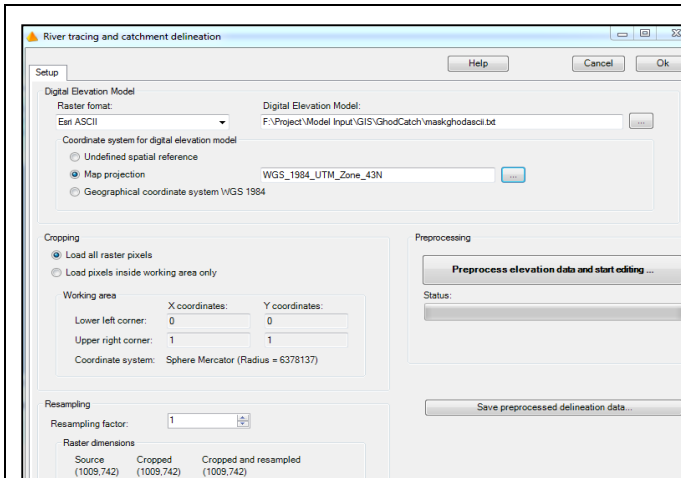 River tracing and catchment delineation
Help Cancel Ok
Setup
Digital Elevation Model
Raster fomat: Digital Elevation Model:
Esri ASCII F:\Project\Model Input\GIS\GhodCatch\maskghodascii.txt ...
Coordinate system for digital elevation model
Undefined spatial reference
Map projection WGS_1984_UTM_Zone_43N ...
Geographical coordinate system WGS 1984
Cropping Preprocessing
Load all raster pixels
Load pixels inside working area only Preprocess elevation data and start editing ...
Working area Status:
X coordinates: Y coordinates:
Lower left corner: 0 0
Upper right corner: 1 1
Coordinate system: Sphere Mercator (Radius = 6378137)
Resampling Save preprocessed delineation data...
Resampling factor: 1
Raster dimensions
Source Cropped Cropped and resampled
(1009,742) (1009,742) (1009,742)